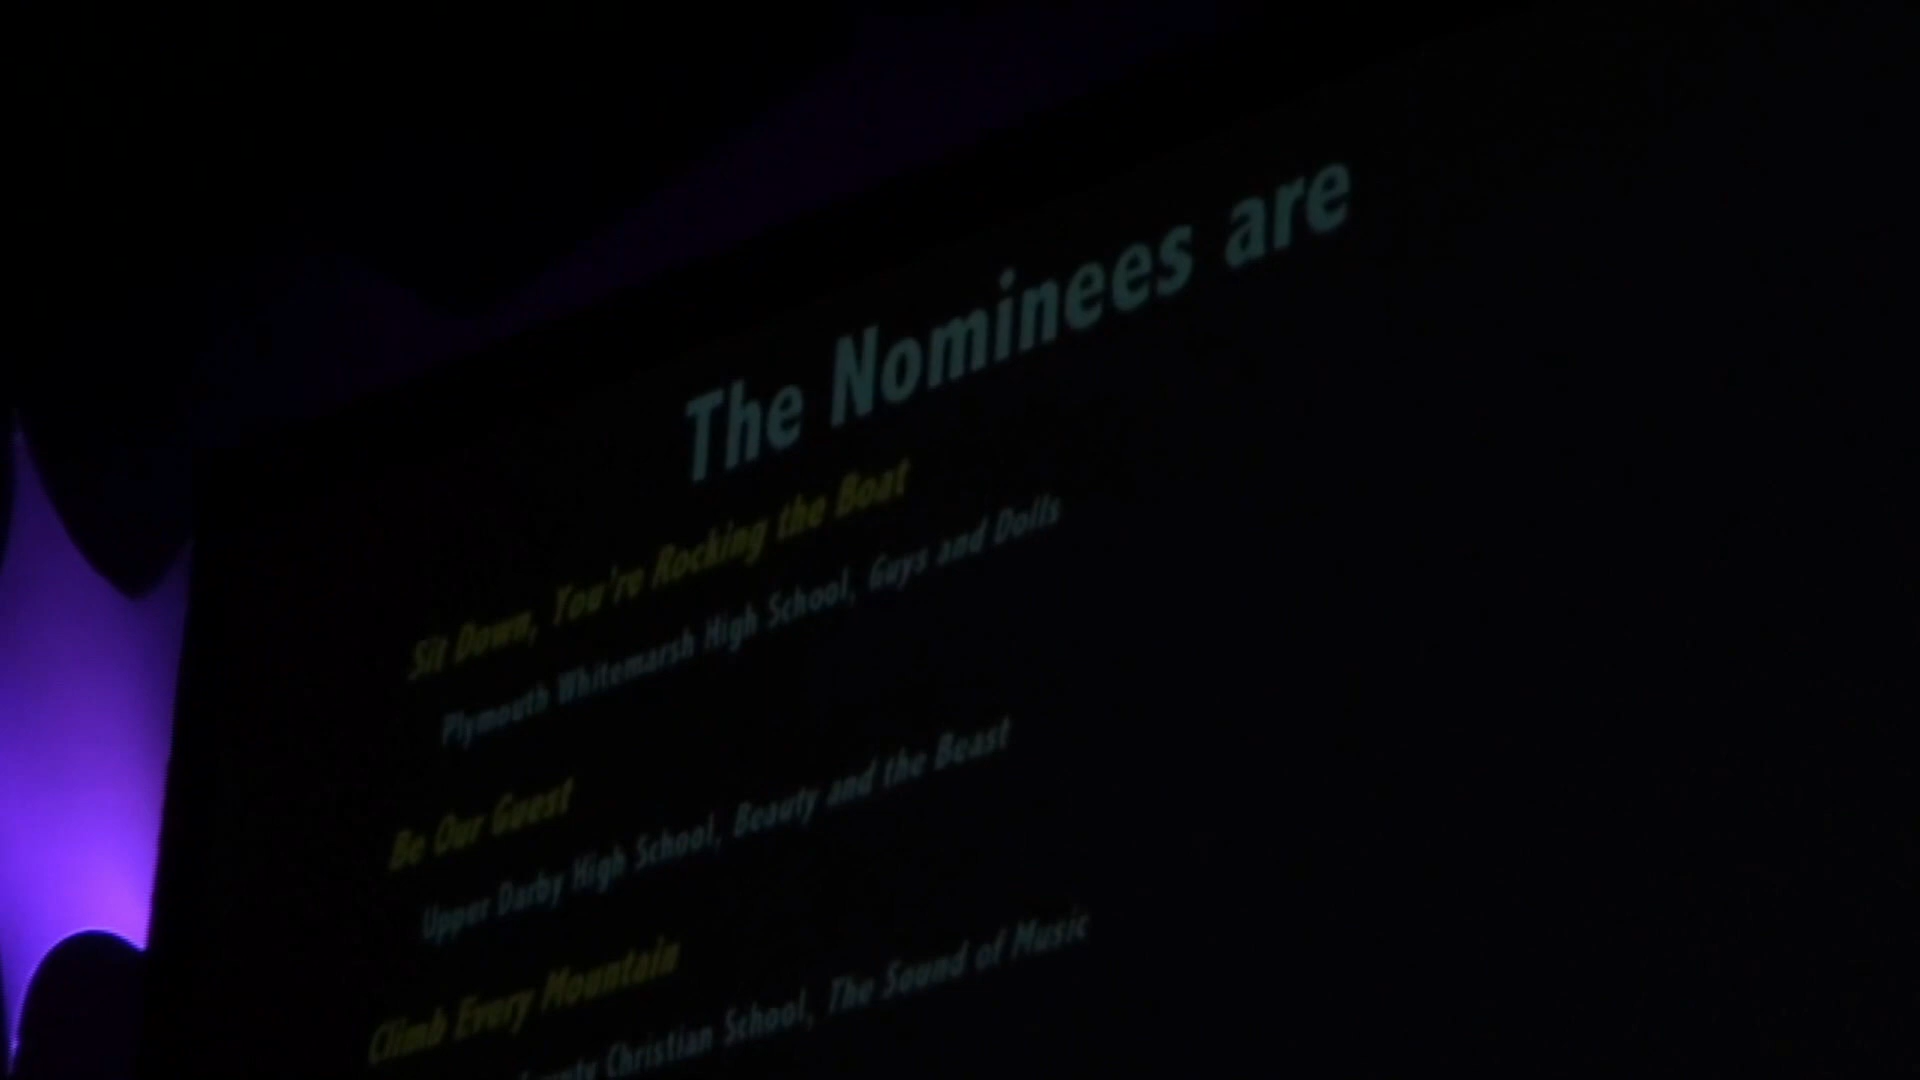 The Nominees are
Sit Down, You're Rocking the Boat
Plymouth Whitemarsh High School, Guys and Dolls
Be Our Guest
Upper Darby High School, Beauty and the Beast
Climb Every Mountain
Christian School, The Sound of Music